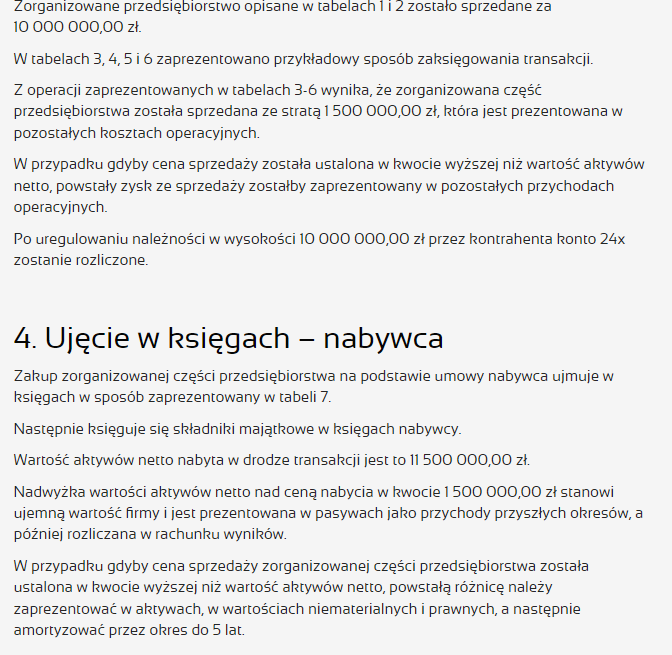 Zorganizowane przedsiębiorstwo opisane w tabelach 1 i 2 zostało sprzedane za
10 000 000,00 zł.
W tabelach 3, 4, 5 i 6 zaprezentowano przykładowy sposób zaksięgowania transakcji.
Z operacji zaprezentowanych w tabelach 3-6 wynika, że zorganizowana część
przedsiębiorstwa została sprzedana ze stratą 1 500 000,00 zł, która jest prezentowana w
pozostałych kosztach operacyjnych.
W przypadku gdyby cena sprzedaży została ustalona w kwocie wyższej niż wartość aktywów
netto, powstały zysk ze sprzedaży zostałby zaprezentowany w pozostałych przychodach
operacyjnych.
Po uregulowaniu należności w wysokości 10 000 000,00 zł przez kontrahenta konto 24x
zostanie rozliczone.
4. Ujęcie w księgach – nabywca
Zakup zorganizowanej części przedsiębiorstwa na podstawie umowy nabywca ujmuje w
księgach w sposób zaprezentowany w tabeli 7.
Następnie księguje się składniki majątkowe w księgach nabywcy.
Wartość aktywów netto nabyta w drodze transakcji jest to 11 500 000,00 zł.
Nadwyżka wartości aktywów netto nad ceną nabycia w kwocie 1 500 000,00 zł stanowi
ujemną wartość firmy i jest prezentowana w pasywach jako przychody przyszłych okresów, a
później rozliczana w rachunku wyników.
W przypadku gdyby cena sprzedaży zorganizowanej części przedsiębiorstwa została
ustalona w kwocie wyższej niż wartość aktywów netto, powstałą różnicę należy
zaprezentować w aktywach, w wartościach niematerialnych i prawnych, a następnie
amortyzować przez okres do 5 lat.